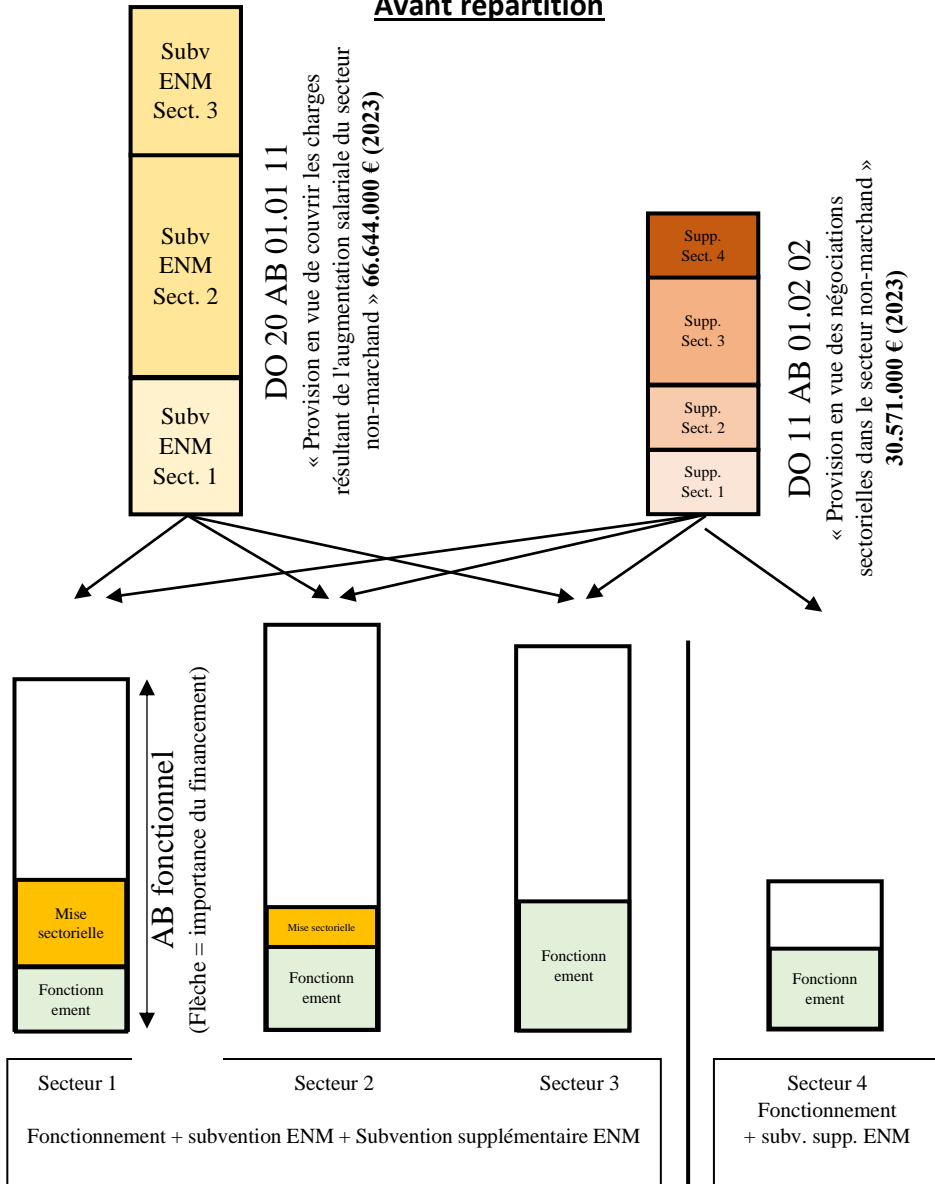 Avant répartition
Subv
ENM
Sect. 3
Subv
ENM
Sect. 2
Subv
ENM
Sect. 1
DO 20 AB 01.01 11
« Provision en vue de couvrir les charges
résultant de l'augmentation salariale du secteur
non-marchand » 66.644.000 € (2023)
Supp.
Sect. 4
Supp.
Sect. 3
Supp.
Sect. 2
Supp.
Sect. 1
DO 11 AB 01.02 02
« Provision en vue des négociations
sectorielles dans le secteur non-marchand »
30.571.000 € (2023)
Mise
sectorielle
Fonctionn
ement
AB fonctionnel
(Flèche = importance du financement)
Mise sectorielle
Fonctionn
ement
Fonctionn
ement
Fonctionn
ement
Secteur 1
Secteur 2
Secteur 3
Fonctionnement + subvention ENM + Subvention supplémentaire ENM
Secteur 4
Fonctionnement
+ subv. supp. ENM